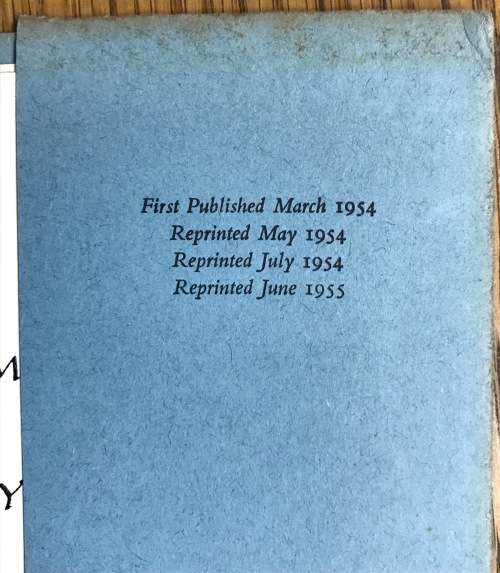 First Published March 1954
Reprinted May 1954
Reprinted July 1954
Reprinted June 1955
M
Y